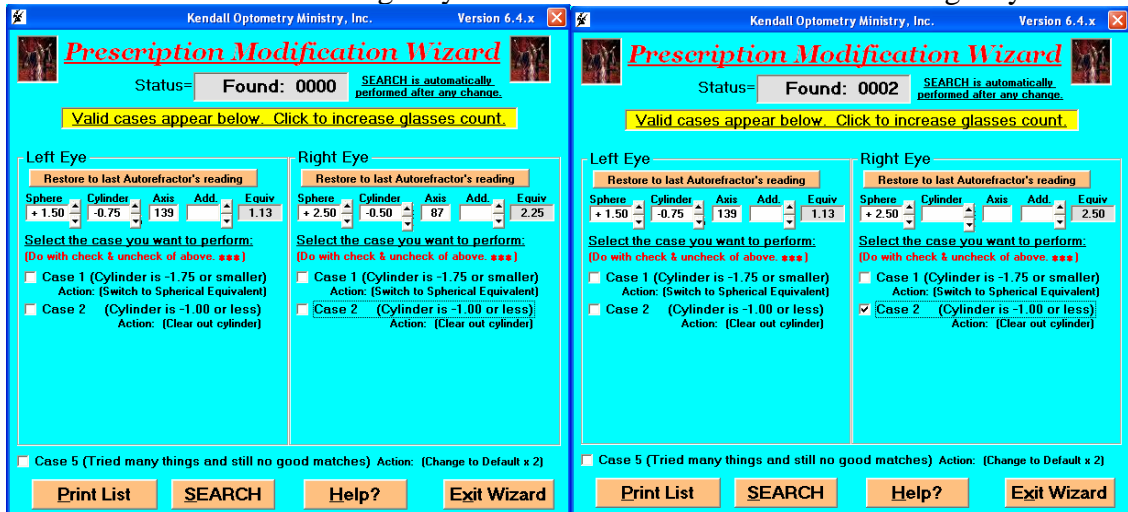 Kendall Optometry Ministry, Inc. Version 6.4.x
Prescription Modification Wizard
Status= Found: 0000 SEARCH is automatically
performed after any change.
Valid cases appear below. Click to increase glasses count.
Left Eye
Restore to last Autorefractor's reading
Sphere Cylinder Axis Add. Equiv
+ 1.50 -0.75 139 1.13
Select the case you want to perform:
(Do with check & uncheck of above. ***)
Case 1 (Cylinder is -1.75 or smaller)
Action: (Switch to Spherical Equivalent)
Case 2 (Cylinder is -1.00 or less)
Action: (Clear out cylinder)
Right Eye
Restore to last Autorefractor's reading
Sphere Cylinder Axis Add. Equiv
+ 2.50 -0.50 87 2.25
Select the case you want to perform:
(Do with check & uncheck of above. ***)
Case 1 (Cylinder is -1.75 or smaller)
Action: (Switch to Spherical Equivalent)
Case 2 (Cylinder is -1.00 or less)
Action: (Clear out cylinder)
Case 5 (Tried many things and still no good matches) Action: (Change to Default x 2)
Print List SEARCH Help? Exit Wizard
Kendall Optometry Ministry, Inc. Version 6.4.x
Prescription Modification Wizard
Status= Found: 0002 SEARCH is automatically
performed after any change.
Valid cases appear below. Click to increase glasses count.
Left Eye
Restore to last Autorefractor's reading
Sphere Cylinder Axis Add. Equiv
+ 1.50 -0.75 139 1.13
Select the case you want to perform:
(Do with check & uncheck of above. ***)
Case 1 (Cylinder is -1.75 or smaller)
Action: (Switch to Spherical Equivalent)
Case 2 (Cylinder is -1.00 or less)
Action: (Clear out cylinder)
Right Eye
Restore to last Autorefractor's reading
Sphere Cylinder Axis Add. Equiv
+ 2.50 2.50
Select the case you want to perform:
(Do with check & uncheck of above. ***)
Case 1 (Cylinder is -1.75 or smaller)
Action: (Switch to Spherical Equivalent)
Case 2 (Cylinder is -1.00 or less)
Action: (Clear out cylinder)
Case 5 (Tried many things and still no good matches) Action: (Change to Default x 2)
Print List SEARCH Help? Exit Wizard